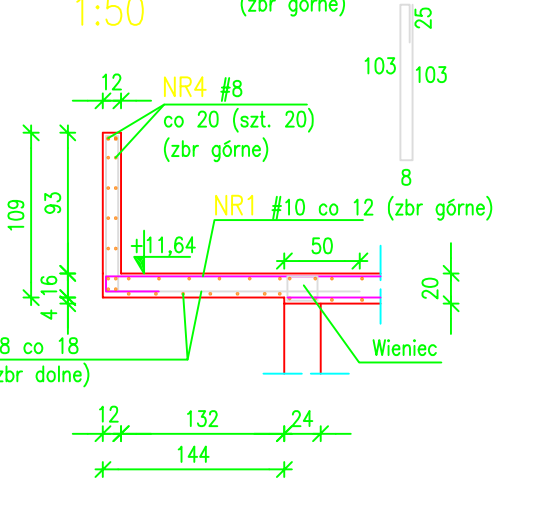 1:50
(zbr górne)
25
103
103
8
12
NR4 #8
co 20 (szt. 20)
(zbr górne)
NR1 #10 co 12 (zbr górne)
109
93
+11,64
50
16
4
20
8 co 18
zbr dolne)
Wieniec
12
132
24
144